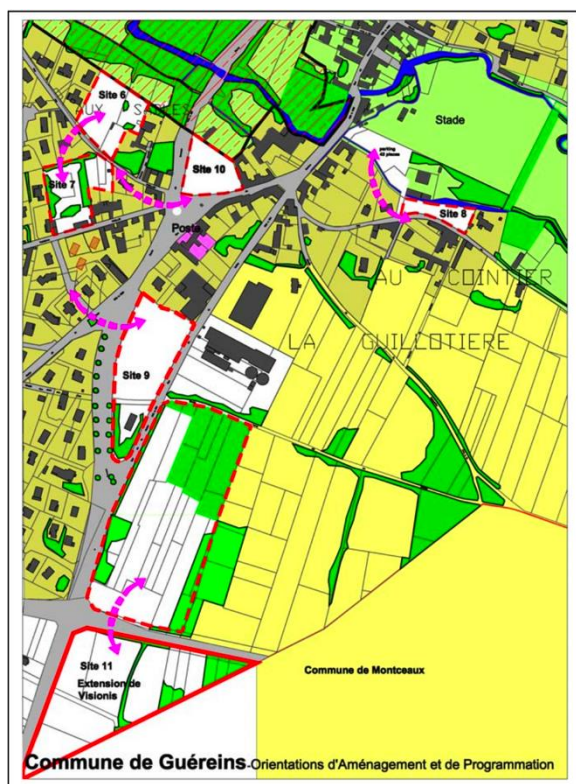 Site 6
Stade
parking
Site 10
Site 7
Site 8
Poste
AU COINTIER
LA GUILLOTIERE
Site 9
Site 11
Extension de
Visionis
Commune de Montceaux
Commune de Guéreins-Orientations d'Aménagement et de Programmation